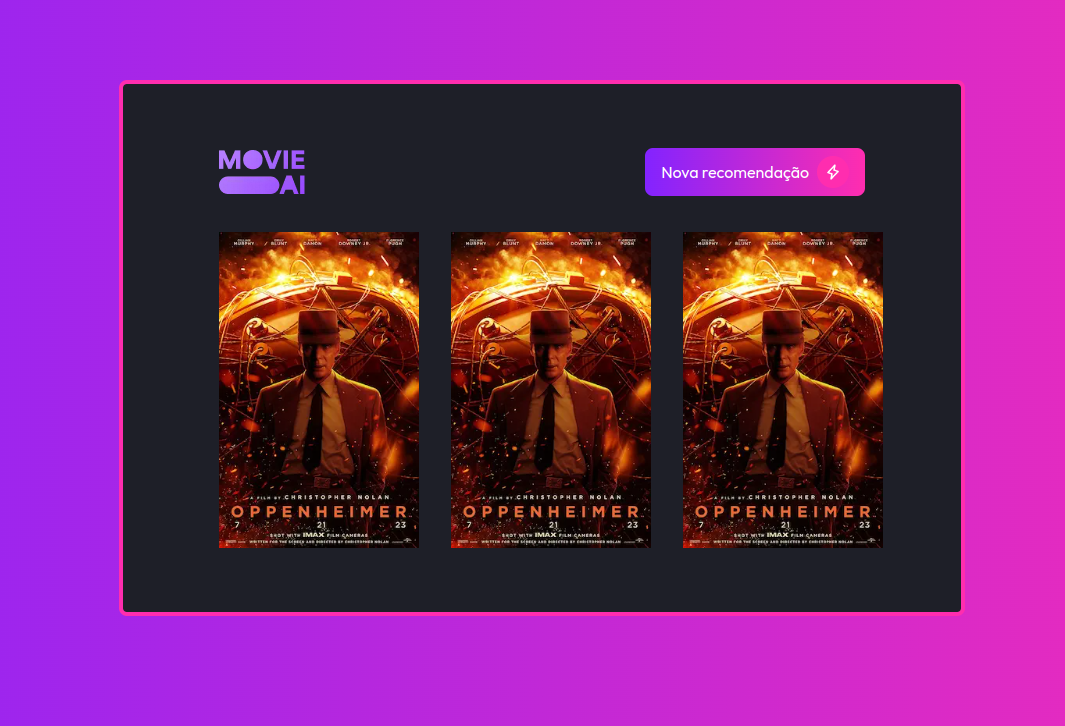 MOVIE
AI
Nova recomendação
MURPHY BLUNT DAMON DOWNEY JR. PUGH
MURPHY BLUNT DAMON DOWNEY JR. PUGH
MURPHY BLUNT DAMON DOWNEY JR. PUGH
A FILM BY CHRISTOPHER NOLAN
A FILM BY CHRISTOPHER NOLAN
A FILM BY CHRISTOPHER NOLAN
OPPENHEIMER
OPPENHEIMER
OPPENHEIMER
7 21 23
7 21 23
7 21 23
SHOT WITH IMAX FILM CAMERAS
SHOT WITH IMAX FILM CAMERAS
SHOT WITH IMAX FILM CAMERAS
WRITTEN FOR THE SCREEN AND DIRECTED BY CHRISTOPHER NOLAN
WRITTEN FOR THE SCREEN AND DIRECTED BY CHRISTOPHER NOLAN
WRITTEN FOR THE SCREEN AND DIRECTED BY CHRISTOPHER NOLAN